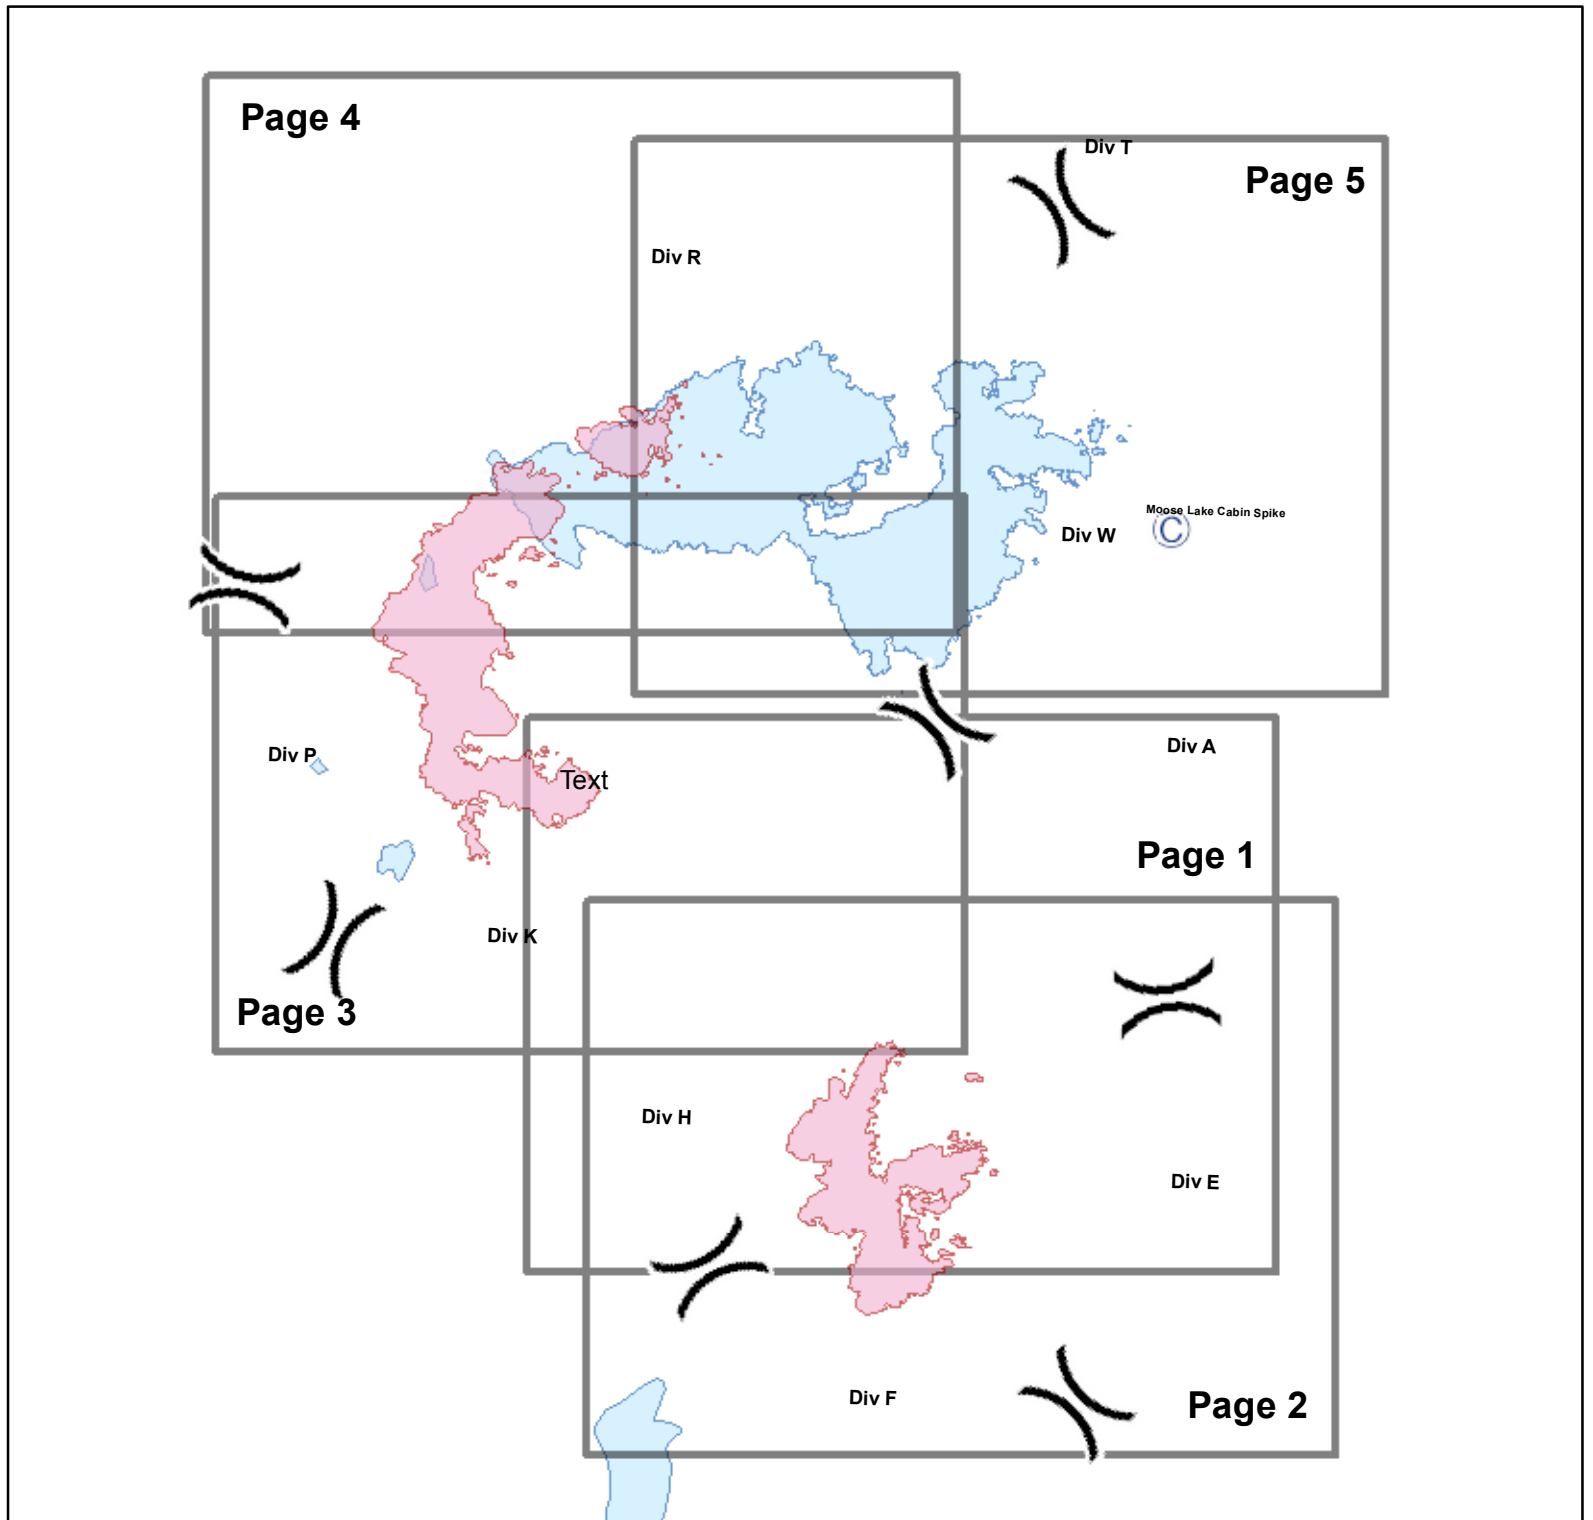 Page 4
Div T
Page 5
Div R
Moose Lake Cabin Spike
C
Div W
Div A
Div P
Text
Page 1
Div K
Page 3
Div H
Div E
Div F
Page 2